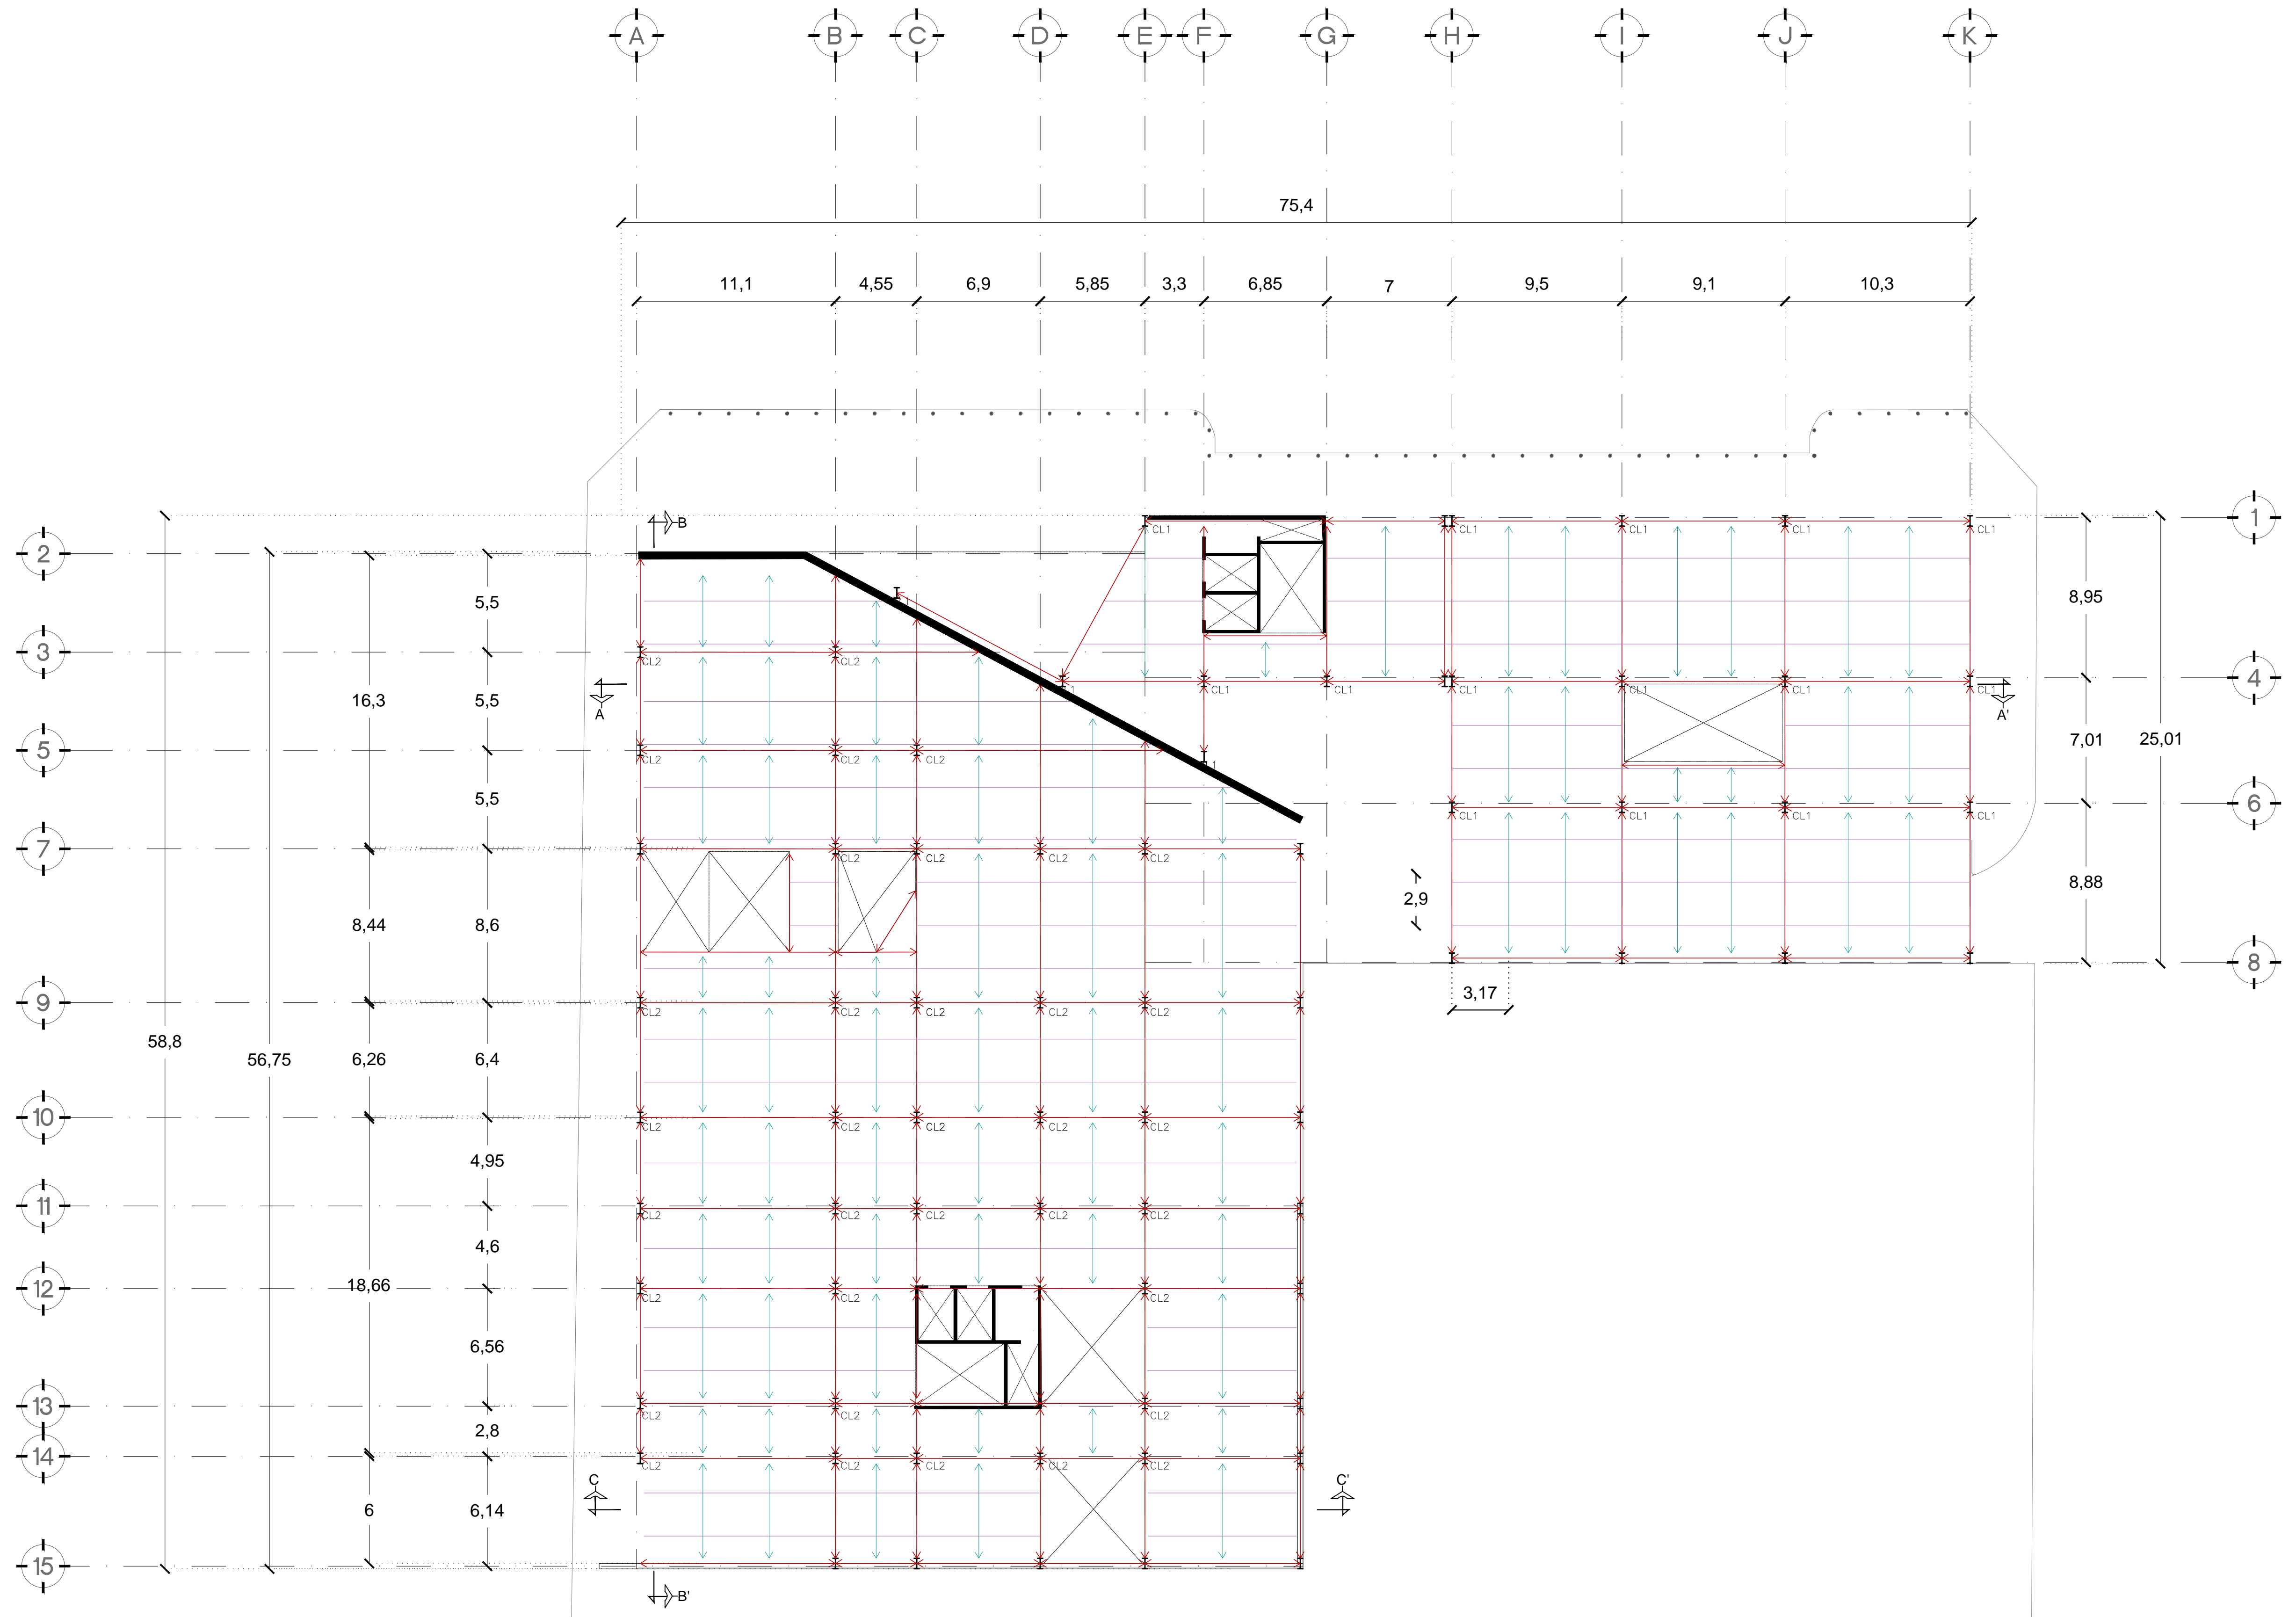 A B C D E F G H I J K
75,4
11,1 4,55 6,9 5,85 3,3 6,85 7 9,5 9,1 10,3
B
1
CL1 CL1 CL1 CL1 CL1
2
5,5
8,95
3
CL2 CL2
4
16,3
5,5
A
CL1 CL1 CL1 CL1 CL1 CL1
A'
5
CL2 CL2 CL2
7,01
25,01
5,5
6
CL1 CL1 CL1 CL1
7
CL2 CL2 CL2 CL2
8,88
2,9
8,44
8,6
8
3,17
9
CL2 CL2 CL2 CL2 CL2
58,8
56,75
6,26
6,4
10
CL2 CL2 CL2 CL2 CL2
4,95
11
CL2 CL2 CL2 CL2 CL2
4,6
18,66
12
CL2 CL2 CL2
6,56
13
CL2 CL2 CL2
2,8
14
CL2 CL2 CL2 CL2 CL2
C
C'
6
6,14
15
B'